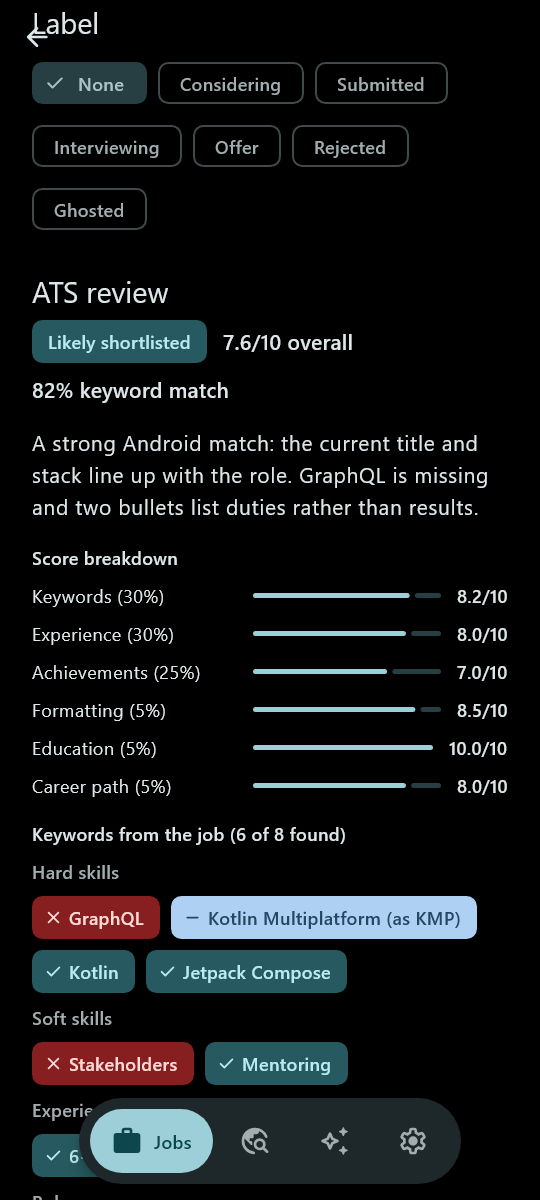 Label
None
Considering
Submitted
Interviewing
Offer
Rejected
Ghosted
ATS review
Likely shortlisted
7.6/10 overall
82% keyword match
A strong Android match: the current title and
stack line up with the role. GraphQL is missing
and two bullets list duties rather than results.
Score breakdown
Keywords (30%) 8.2/10
Experience (30%) 8.0/10
Achievements (25%) 7.0/10
Formatting (5%) 8.5/10
Education (5%) 10.0/10
Career path (5%) 8.0/10
Keywords from the job (6 of 8 found)
Hard skills
GraphQL
Kotlin Multiplatform (as KMP)
Kotlin
Jetpack Compose
Soft skills
Stakeholders
Mentoring
Jobs